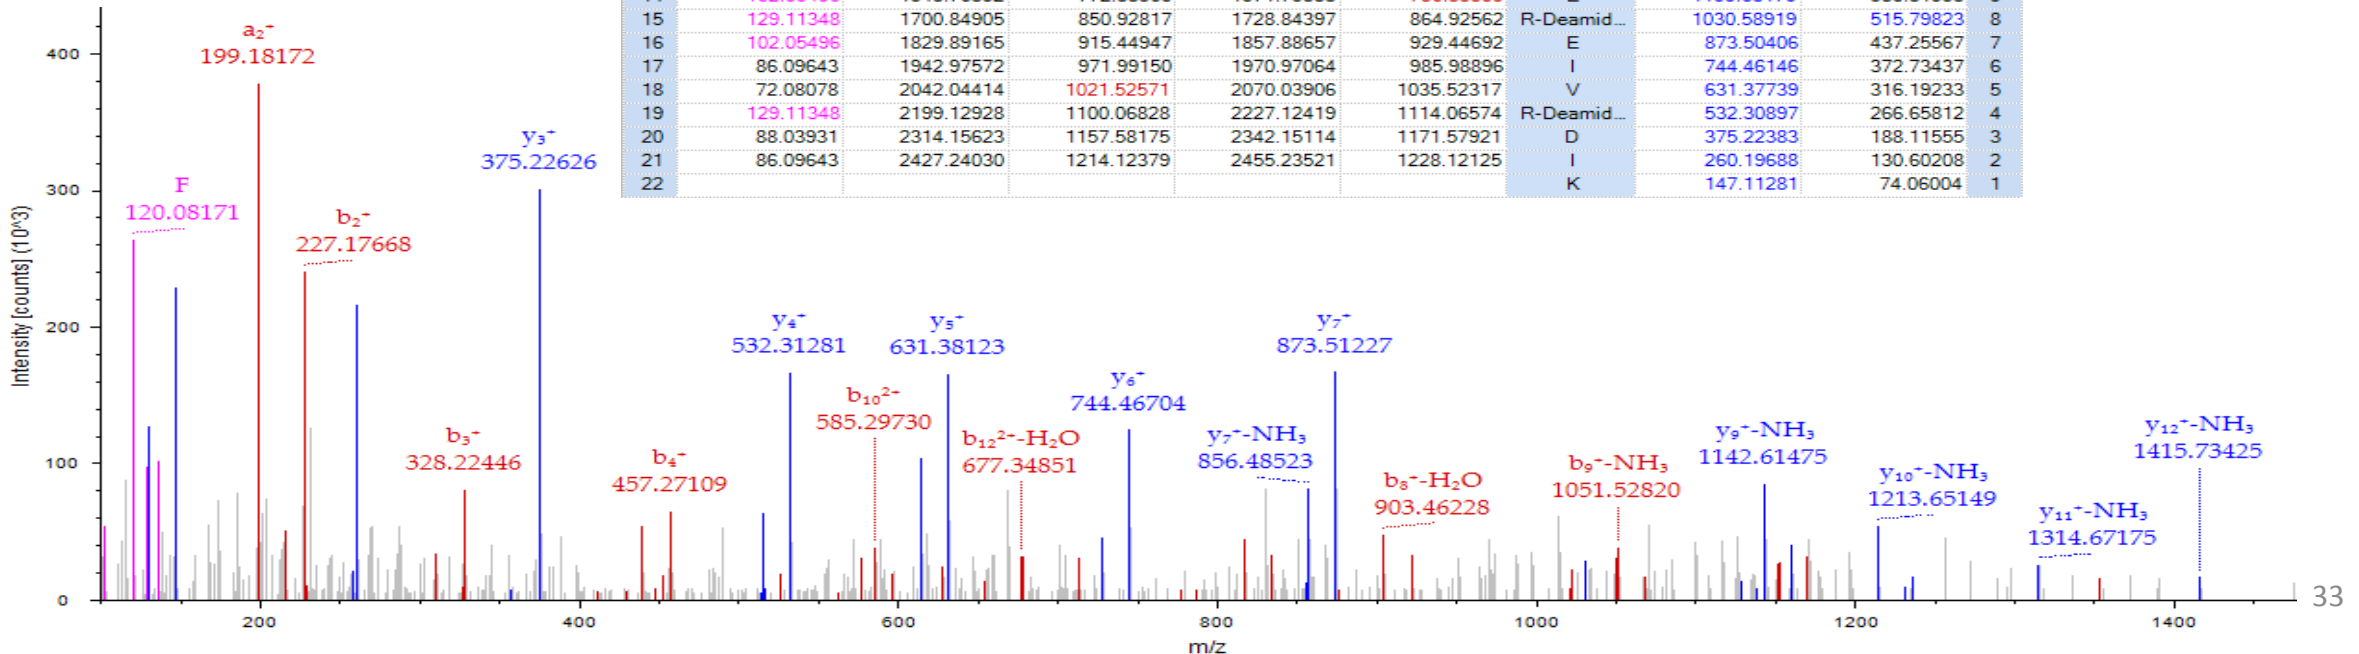 15 129.11348 1700.84905 850.92817 1728.84397 864.92562 R-Deamid... 1030.58919 515.79823 8
16 102.05496 1829.89165 915.44947 1857.88657 929.44692 E 873.50406 437.25567 7
17 86.09643 1942.97572 971.99150 1970.97064 985.98896 I 744.46146 372.73437 6
18 72.08078 2042.04414 1021.52571 2070.03906 1035.52317 V 631.37739 316.19233 5
19 129.11348 2199.12928 1100.06828 2227.12419 1114.06574 R-Deamid... 532.30897 266.65812 4
20 88.03931 2314.15623 1157.58175 2342.15114 1171.57921 D 375.22383 188.11555 3
21 86.09643 2427.24030 1214.12379 2455.23521 1228.12125 I 260.19688 130.60208 2
22 K 147.11281 74.06004 1
Intensity [counts] (10^3)
400
300
200
100
0
F
120.08171
a₂⁺
199.18172
b₂⁺
227.17668
b₃⁺
328.22446
y₃⁺
375.22626
b₄⁺
457.27109
y₄⁺
532.31281
b₁₀²⁺
585.29730
y₅⁺
631.38123
b₁₂²⁺-H₂O
677.34851
y₆⁺
744.46704
y₇⁺-NH₃
856.48523
y₇⁺
873.51227
b₈⁺-H₂O
903.46228
b₉⁺-NH₃
1051.52820
y₉⁺-NH₃
1142.61475
y₁₀⁺-NH₃
1213.65149
y₁₁⁺-NH₃
1314.67175
y₁₂⁺-NH₃
1415.73425
200 400 600 800 1000 1200 1400
m/z
33